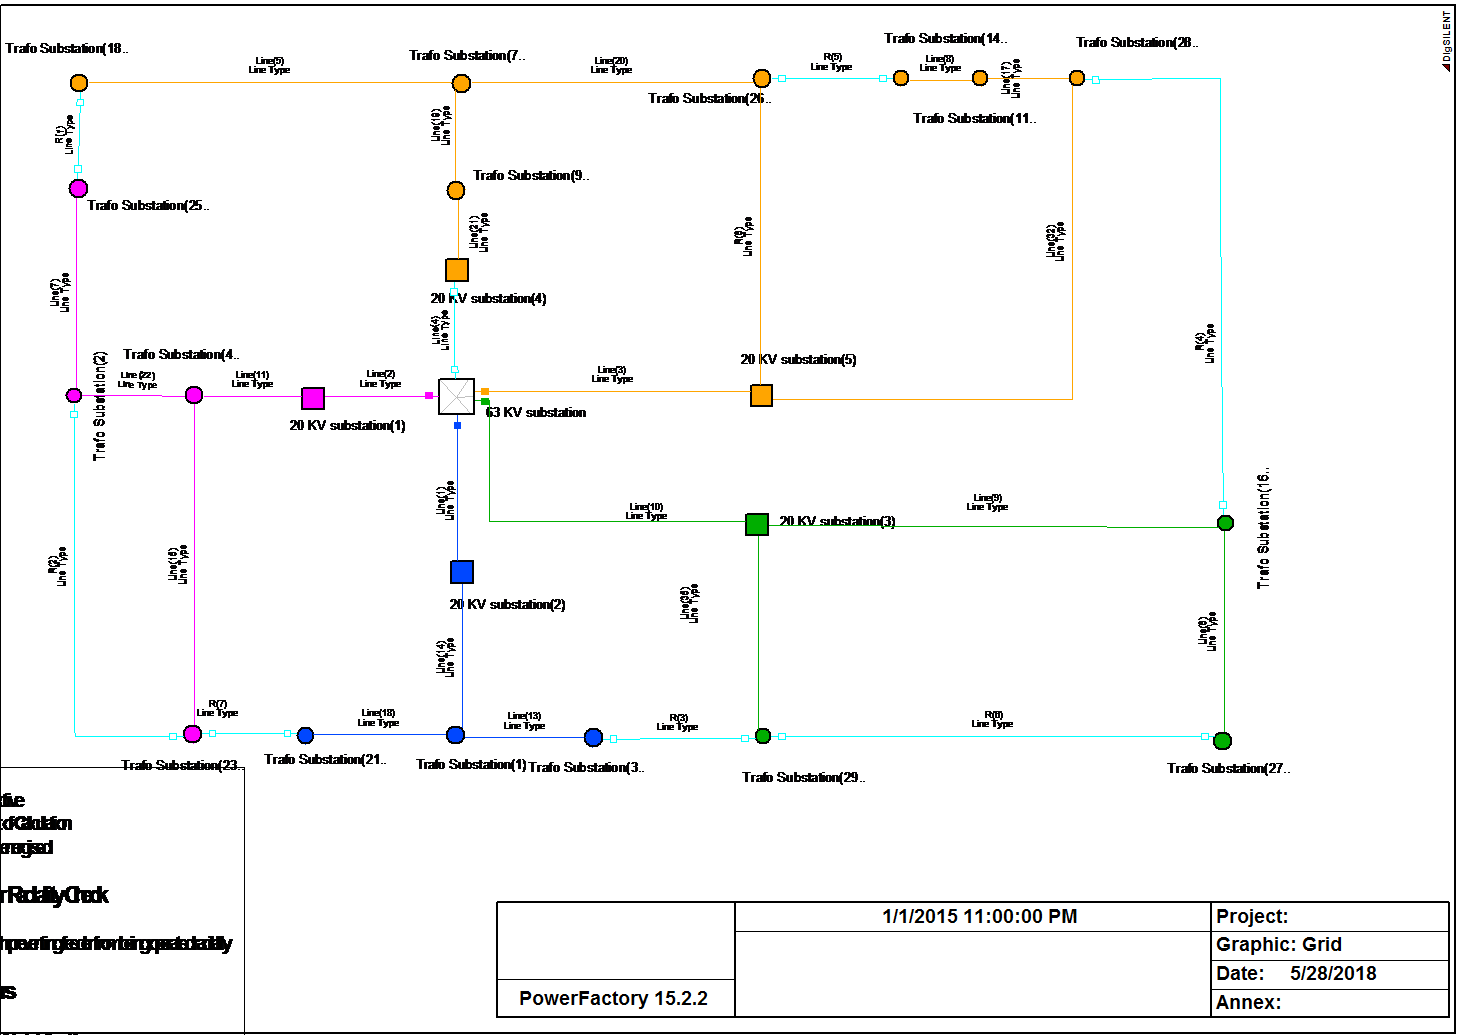 DIgSILENT
Trafo Substation(18..
Trafo Substation(7..
Trafo Substation(14..
Trafo Substation(28..
Line(5)
Line Type
Line(20)
Line Type
R(5)
Line Type
Line(8)
Line Type
Line(17)
Line Type
Trafo Substation(26..
Trafo Substation(11..
R(1)
Line Type
Line(19)
Line Type
Trafo Substation(9..
Trafo Substation(25..
Line(21)
Line Type
R(6)
Line Type
Line(32)
Line Type
Line(7)
Line Type
20 KV substation(4)
Line(4)
Line Type
R(4)
Line Type
Trafo Substation(2)
Trafo Substation(4..
20 KV substation(5)
Line(22)
Line Type
Line(11)
Line Type
Line(2)
Line Type
Line(3)
Line Type
63 KV substation
20 KV substation(1)
Line(1)
Line Type
Line(10)
Line Type
Line(9)
Line Type
20 KV substation(3)
Trafo Substation(16..
R(2)
Line Type
Line(15)
Line Type
20 KV substation(2)
Line(35)
Line Type
Line(14)
Line Type
Line(6)
Line Type
R(7)
Line Type
Line(18)
Line Type
Line(13)
Line Type
R(3)
Line Type
Line Type
Trafo Substation(23..
Trafo Substation(21..
Trafo Substation(1)
Trafo Substation(3..
Trafo Substation(29..
Trafo Substation(27..
1/1/2015 11:00:00 PM
Project:
Graphic: Grid
Date: 5/28/2018
PowerFactory 15.2.2
Annex: